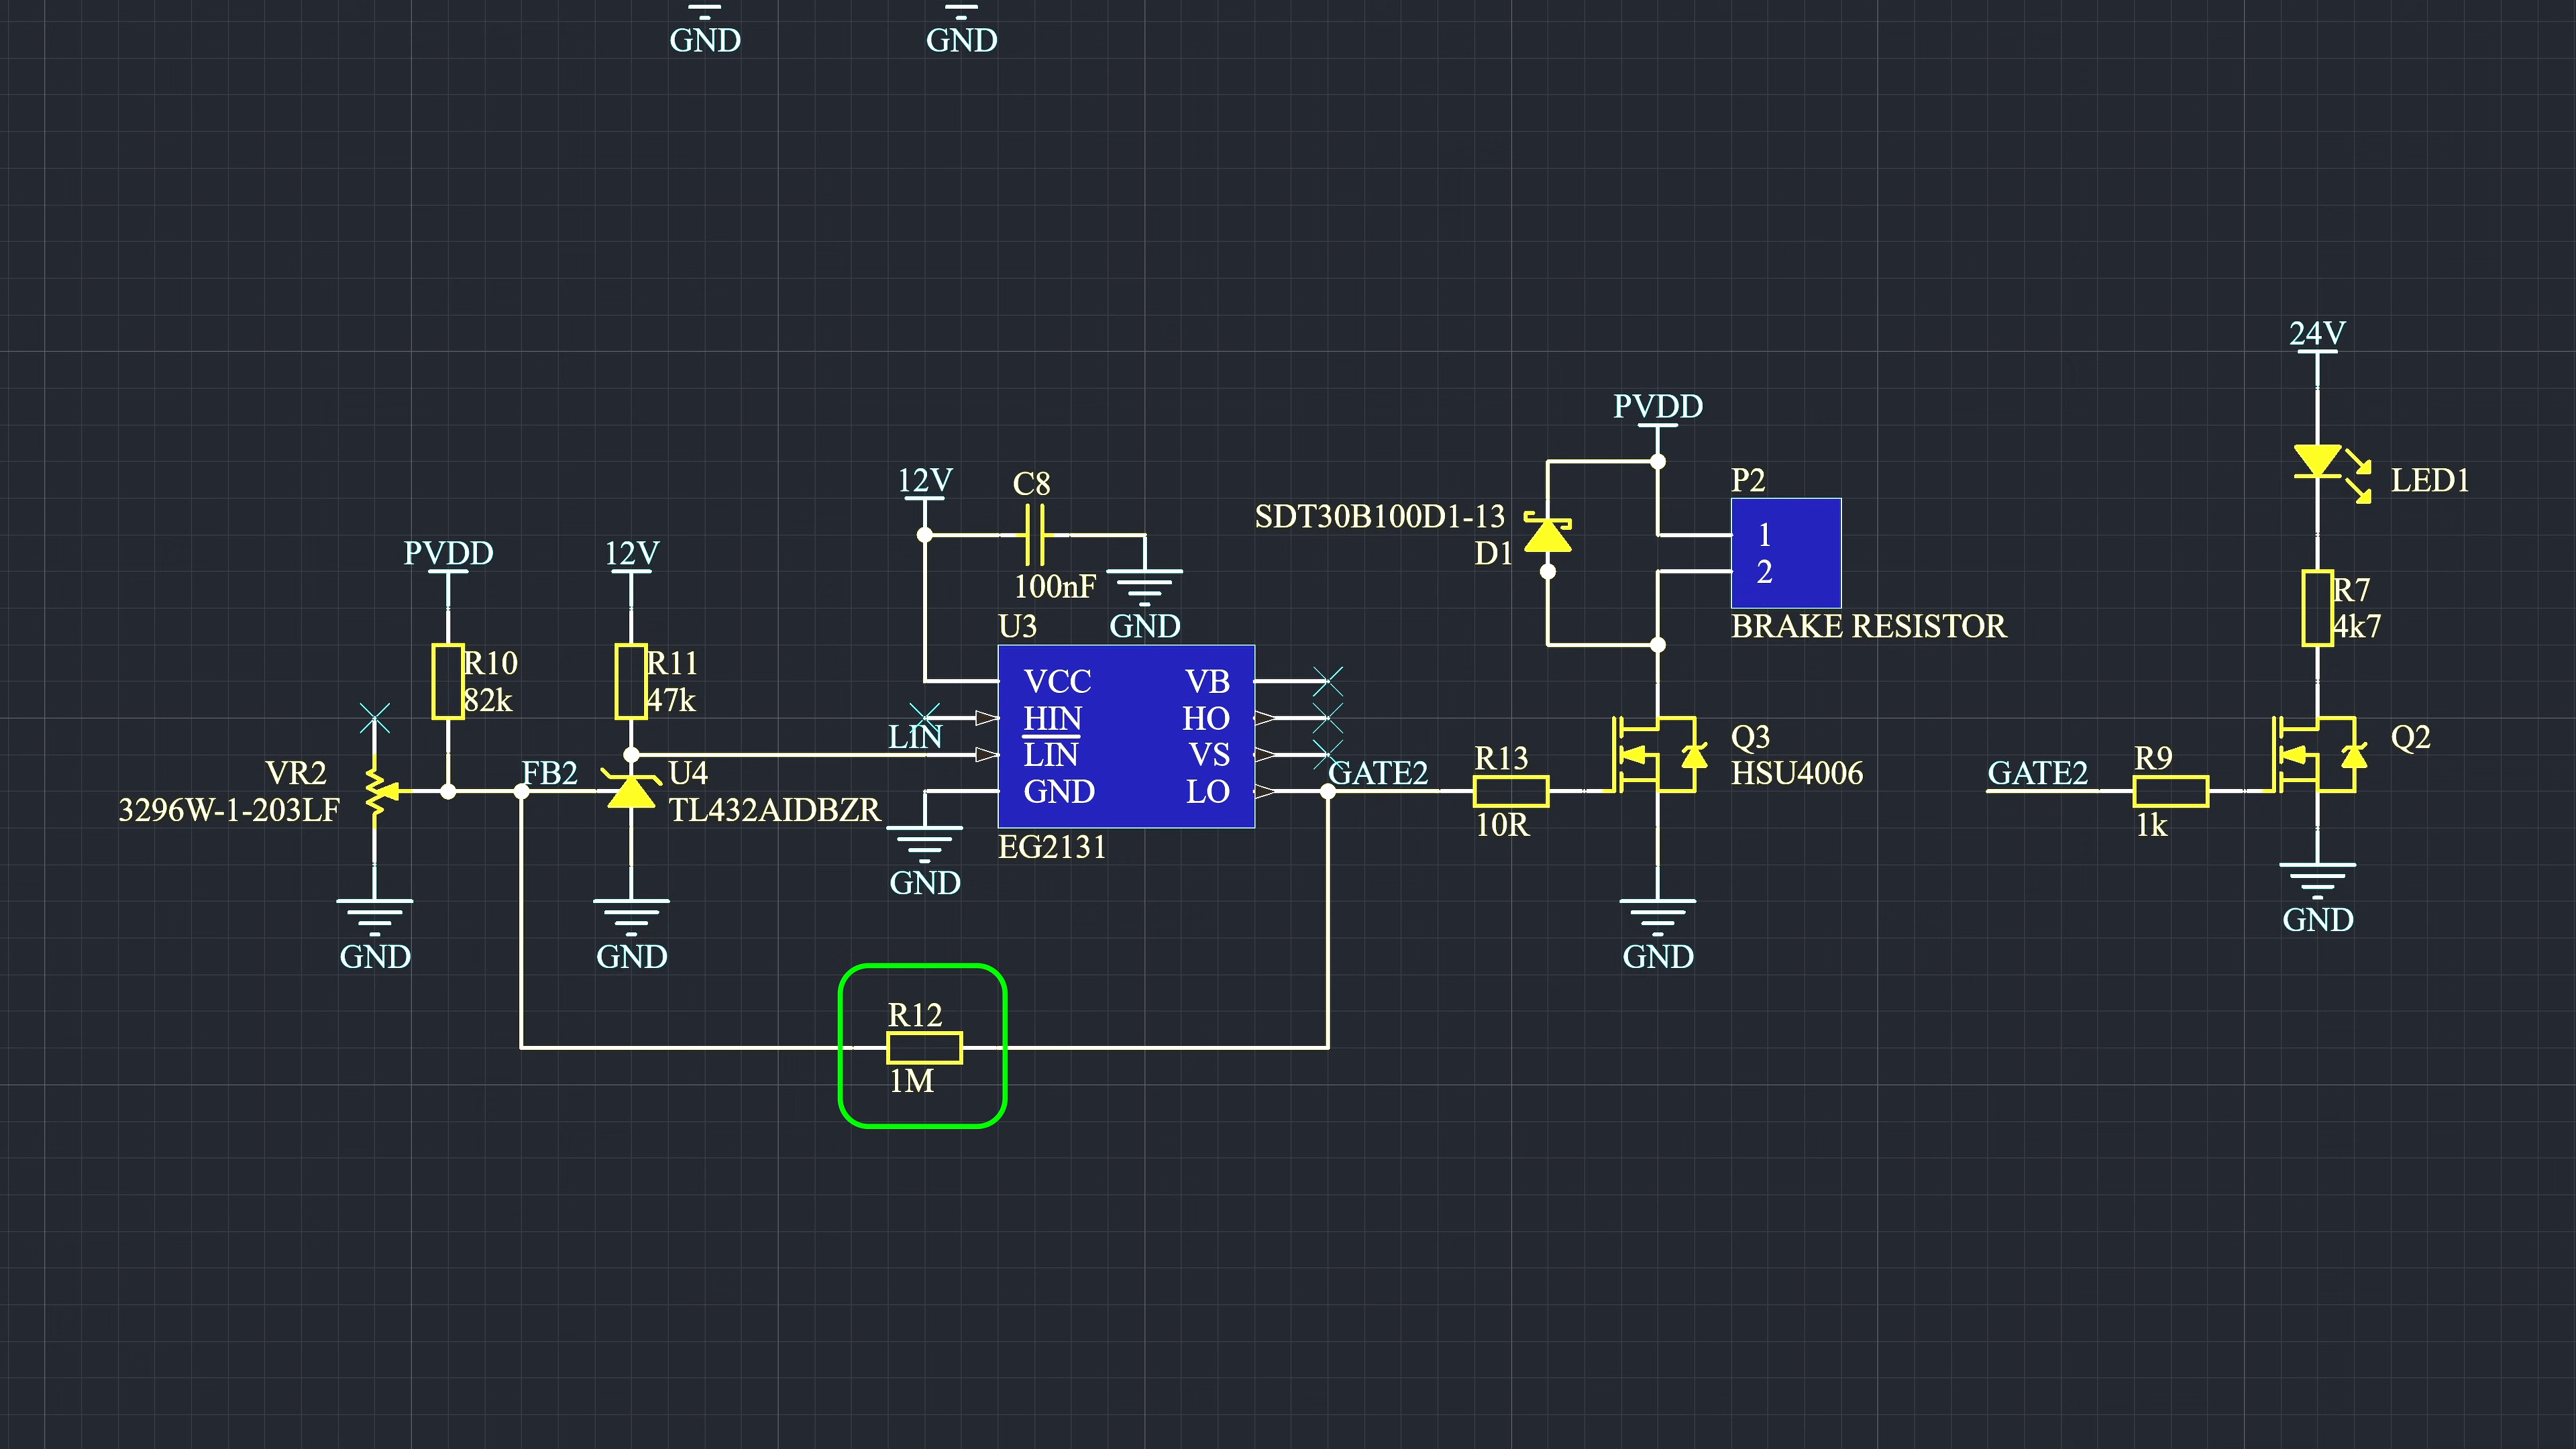 GND
GND
24V
PVDD
12V
C8
P2
LED1
SDT30B100D1-13
D1
1
2
PVDD
12V
100nF
R7
4k7
U3
GND
BRAKE RESISTOR
R10
82k
R11
47k
VCC
VB
LIN
HIN
HO
LIN
VS
GND
LO
VR2
3296W-1-203LF
FB2
U4
TL432AIDBZR
GATE2
R13
10R
Q3
HSU4006
GATE2
R9
1k
Q2
EG2131
GND
GND
GND
GND
GND
R12
1M